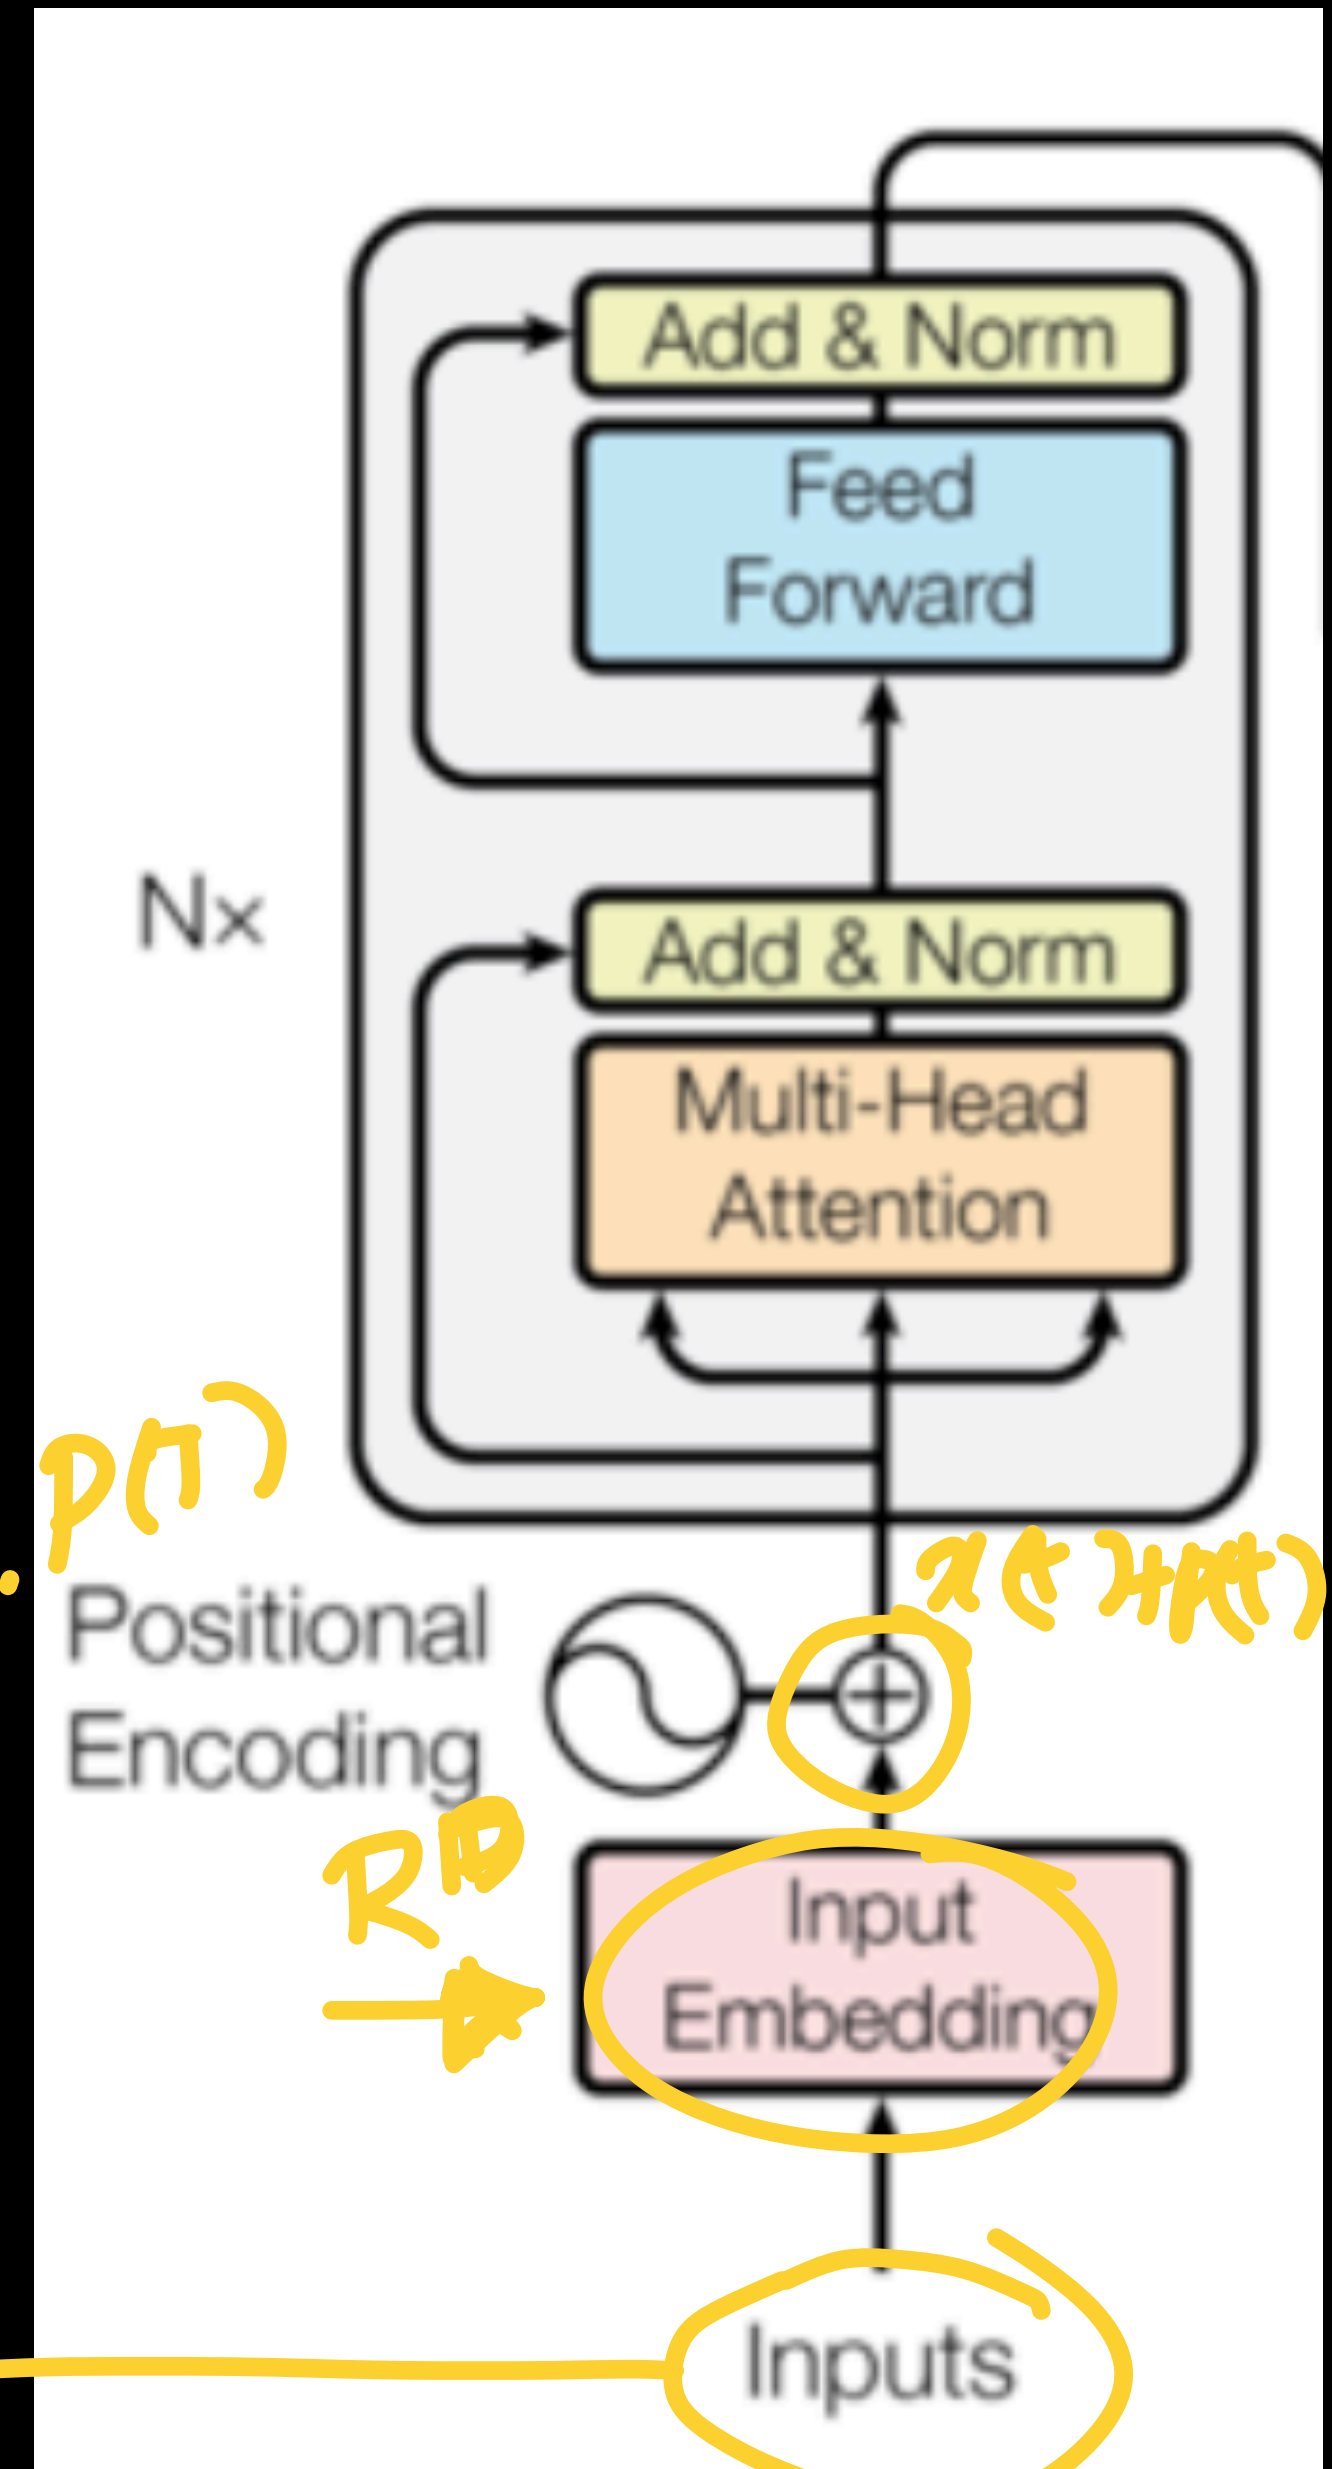 Add & Norm
Feed
Forward
Nx
Add & Norm
Multi-Head
Attention
p(T)
x(t)+p(t)
Positional
Encoding
R^D
Input
Embedding
Inputs